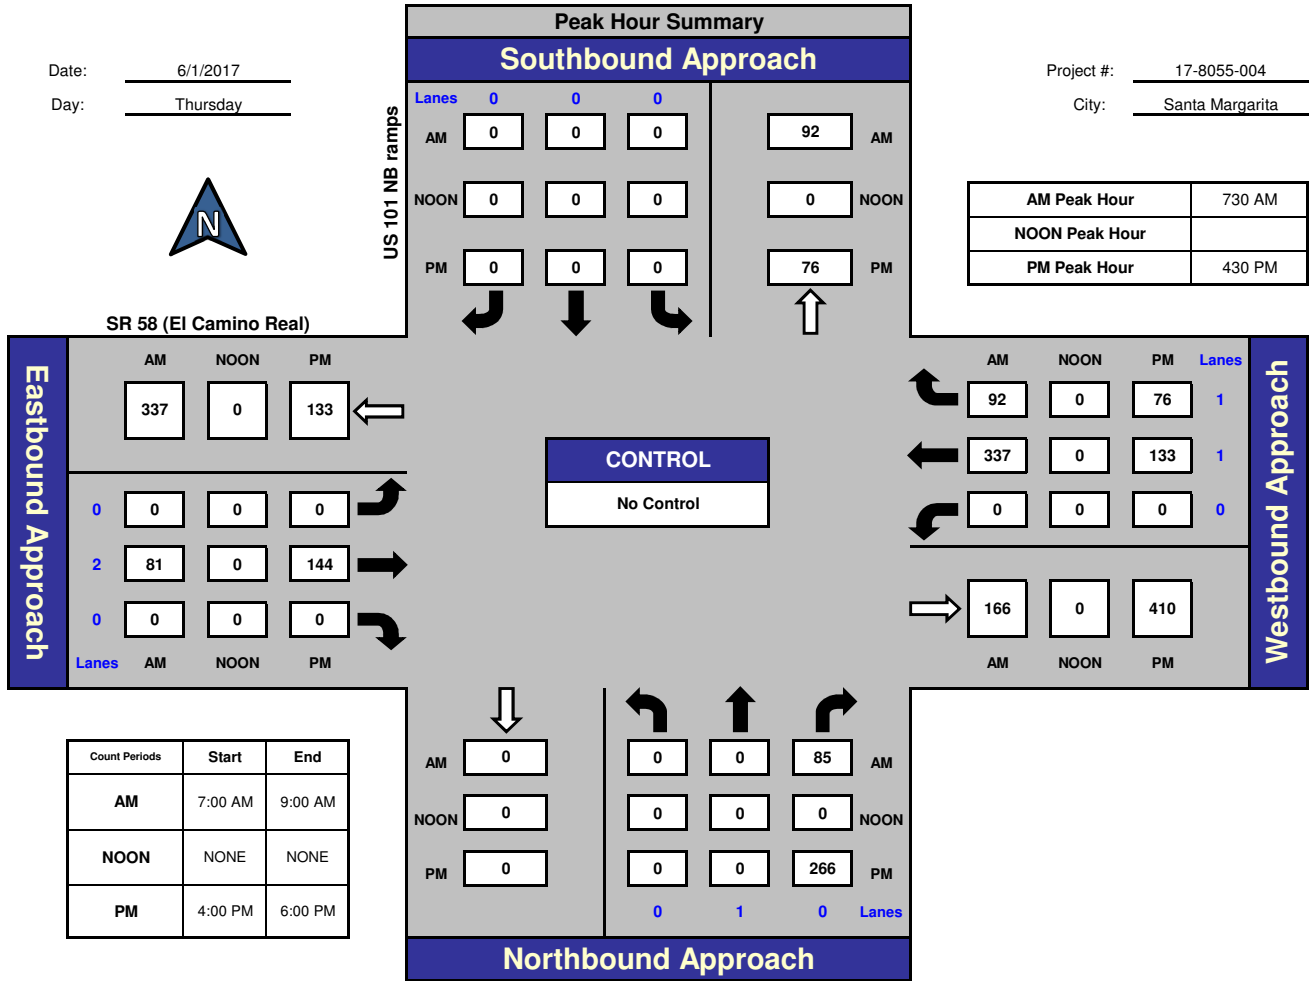 Peak Hour Summary
Southbound Approach
Date: 6/1/2017
Day: Thursday
Project #: 17-8055-004
City: Santa Margarita
N
US 101 NB ramps
Lanes 0 0 0
AM 0 0 0 92 AM
NOON 0 0 0 0 NOON
PM 0 0 0 76 PM
AM Peak Hour 730 AM
NOON Peak Hour
PM Peak Hour 430 PM
SR 58 (El Camino Real)
Eastbound Approach
AM NOON PM
337 0 133
0 0 0 0
2 81 0 144
0 0 0 0
Lanes AM NOON PM
CONTROL
No Control
AM NOON PM Lanes
92 0 76 1
337 0 133 1
0 0 0 0
166 0 410
AM NOON PM
Westbound Approach
Count Periods Start End
AM 7:00 AM 9:00 AM
NOON NONE NONE
PM 4:00 PM 6:00 PM
AM 0 0 0 85 AM
NOON 0 0 0 0 NOON
PM 0 0 0 266 PM
0 1 0 Lanes
Northbound Approach